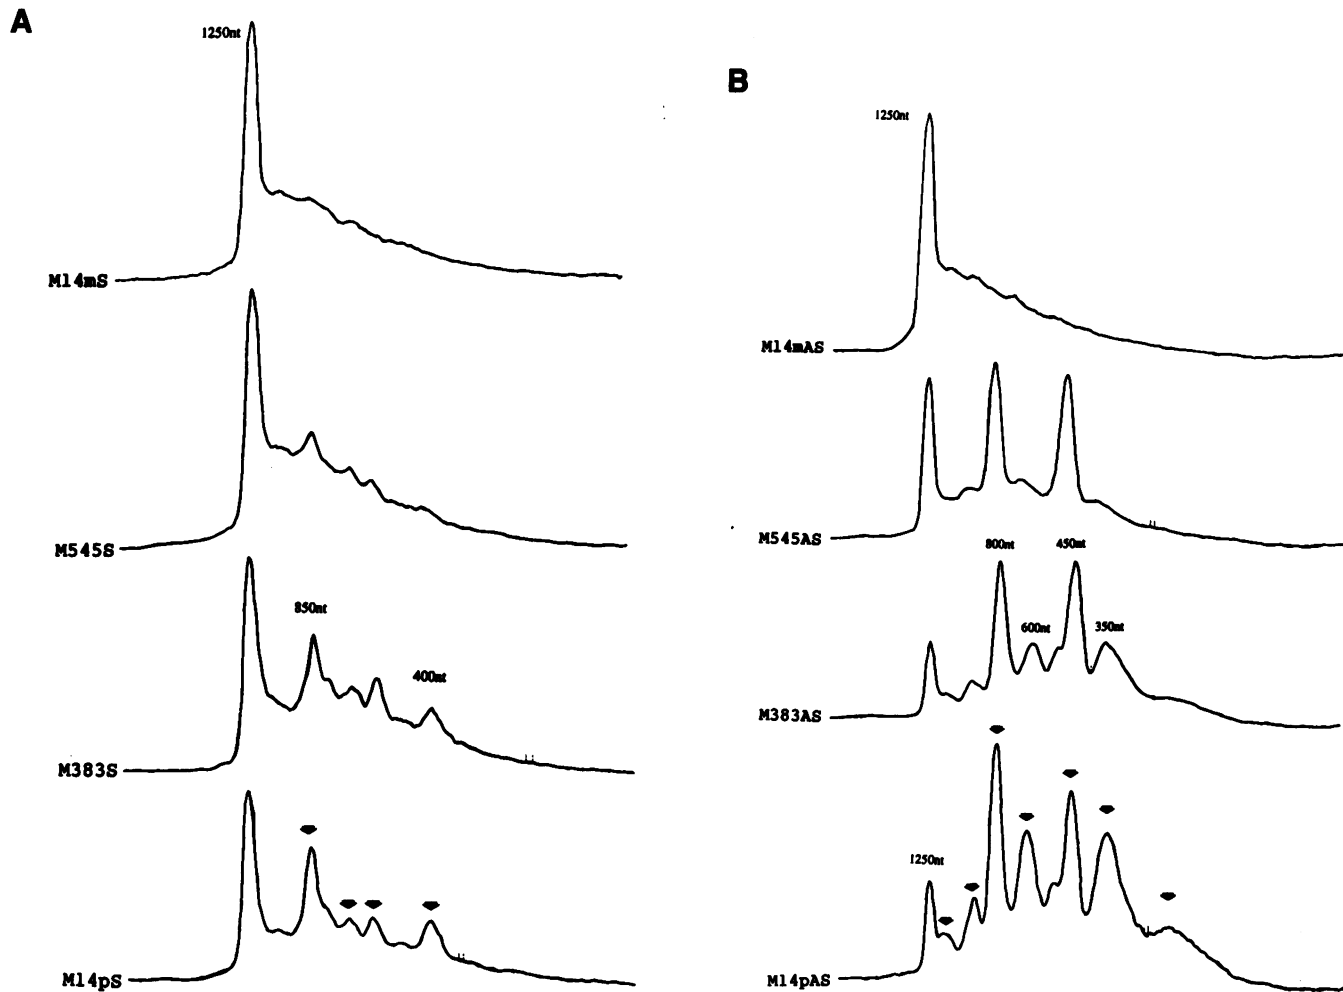 A
1250nt
M14mS
M545S
850nt
400nt
M383S
M14pS
B
1250nt
M14mAS
M545AS
800nt
450nt
600nt
350nt
M383AS
1250nt
M14pAS